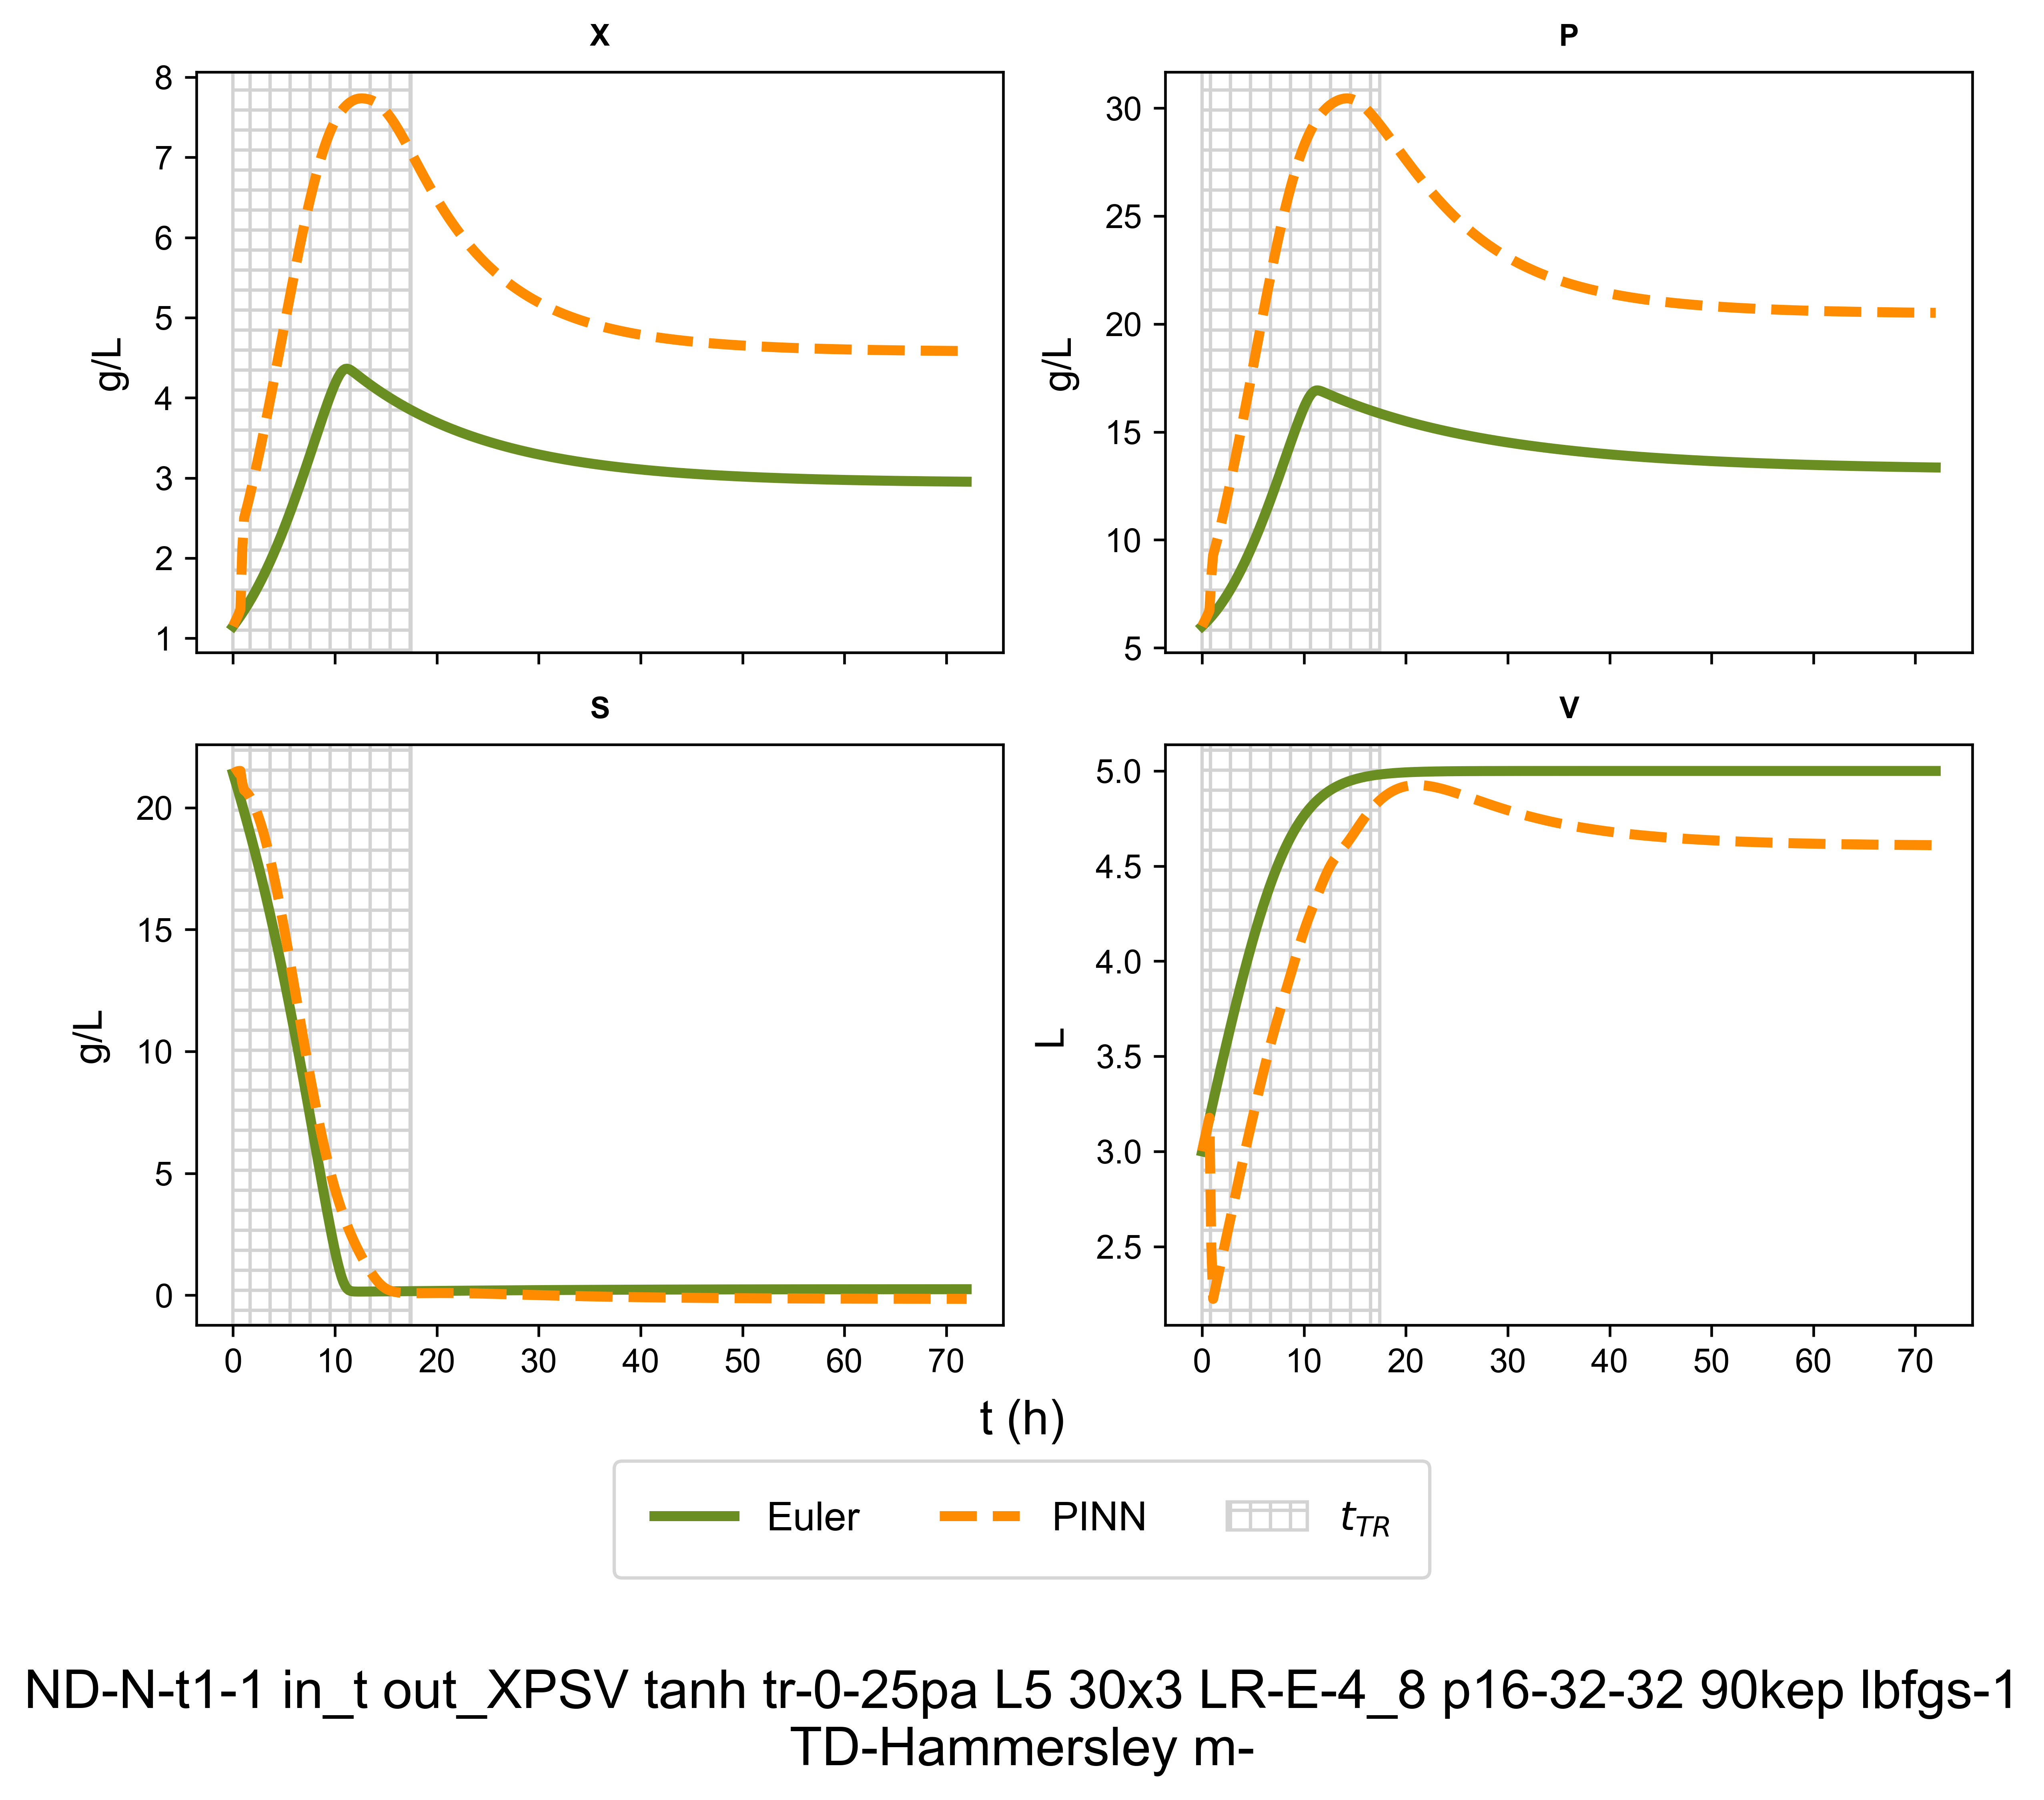 X
P
8
7
6
5
4
3
2
1
g/L
30
25
20
15
10
5
g/L
S
V
20
15
10
5
0
g/L
5.0
4.5
4.0
3.5
3.0
2.5
L
0 10 20 30 40 50 60 70
0 10 20 30 40 50 60 70
t (h)
Euler PINN t_TR
ND-N-t1-1 in_t out_XPSV tanh tr-0-25pa L5 30x3 LR-E-4_8 p16-32-32 90kep lbfgs-1
TD-Hammersley m-